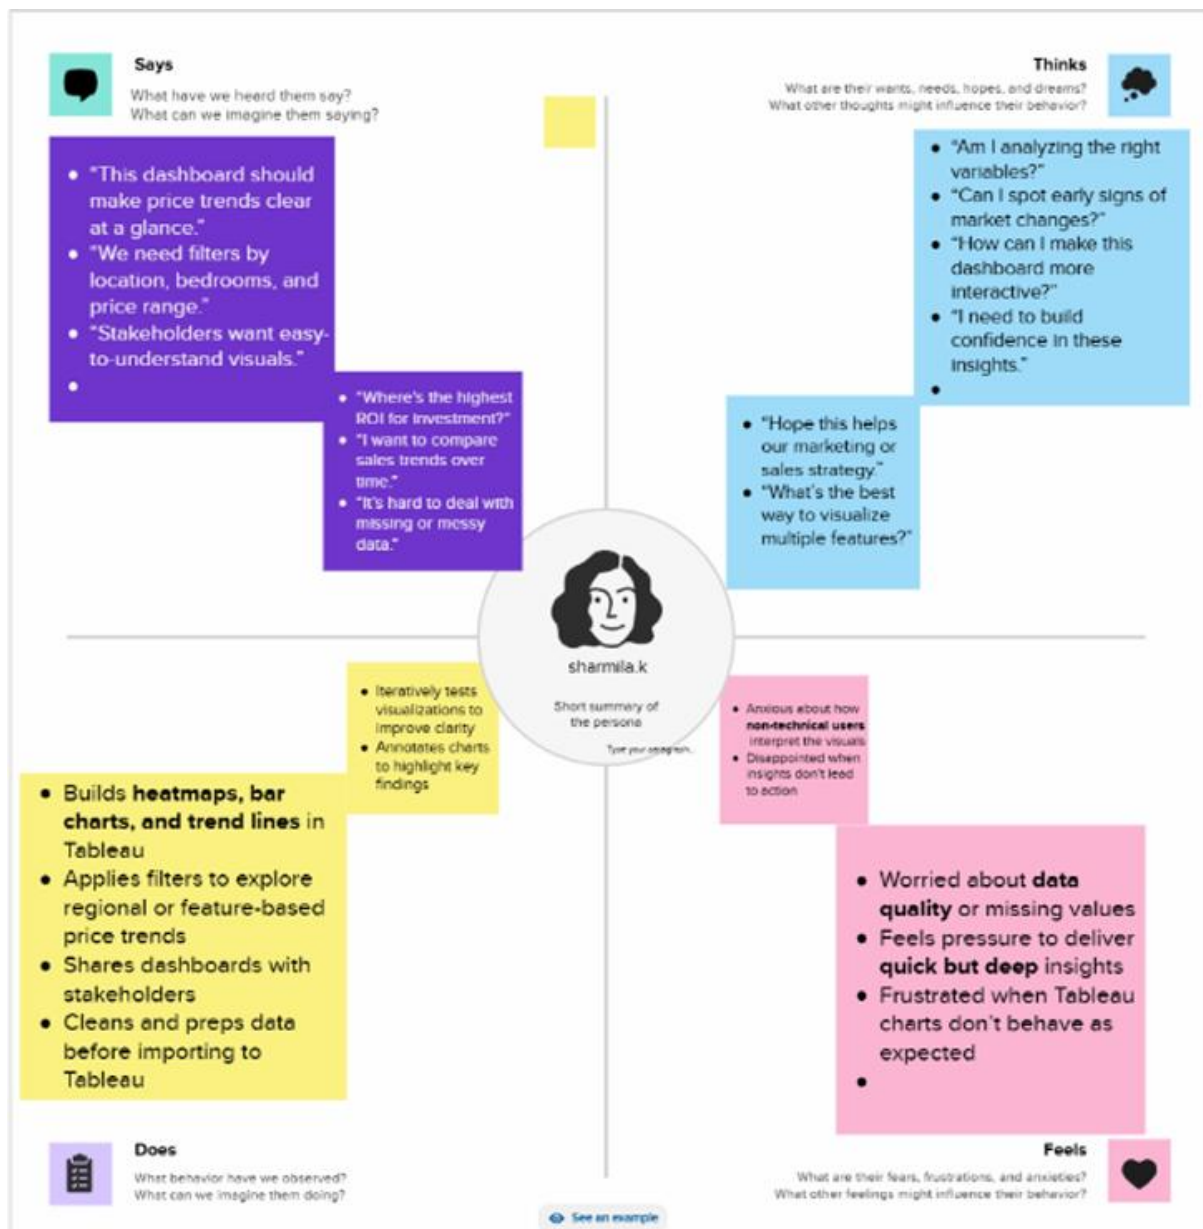 Says
What have we heard them say?
What can we imagine them saying?
• "This dashboard should
make price trends clear
at a glance."
• "We need filters by
location, bedrooms, and
price range."
• "Stakeholders want easy-
to-understand visuals."
•
• "Where's the highest
ROI for investment?"
• "I want to compare
sales trends over
time."
• "It's hard to deal with
missing or messy
data."
Thinks
What are their wants, needs, hopes, and dreams?
What other thoughts might influence their behavior?
• "Am I analyzing the right
variables?"
• "Can I spot early signs of
market changes?"
• "How can I make this
dashboard more
interactive?"
• "I need to build
confidence in these
insights."
•
• "Hope this helps
our marketing or
sales strategy."
• "What's the best
way to visualize
multiple features?"
sharmila.k
Short summary of
the persona
Type your
• Iteratively tests
visualizations to
improve clarity
• Annotates charts
to highlight key
findings
• Builds heatmaps, bar
charts, and trend lines in
Tableau
• Applies filters to explore
regional or feature-based
price trends
• Shares dashboards with
stakeholders
• Cleans and preps data
before importing to
Tableau
Does
What behavior have we observed?
What can we imagine them doing?
• Anxious about how
non-technical users
interpret the visuals
• Disappointed when
insights don't lead
to action
• Worried about data
quality or missing values
• Feels pressure to deliver
quick but deep insights
• Frustrated when Tableau
charts don't behave as
expected
•
Feels
What are their fears, frustrations, and anxieties?
What other feelings might influence their behavior?
See an example